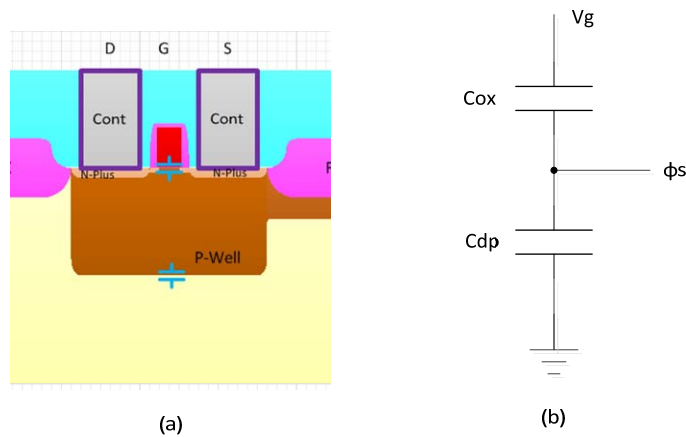 D G S
Cont Cont
N-Plus N-Plus
P-Well
(a)
Vg
Cox
ϕs
Cdp
(b)